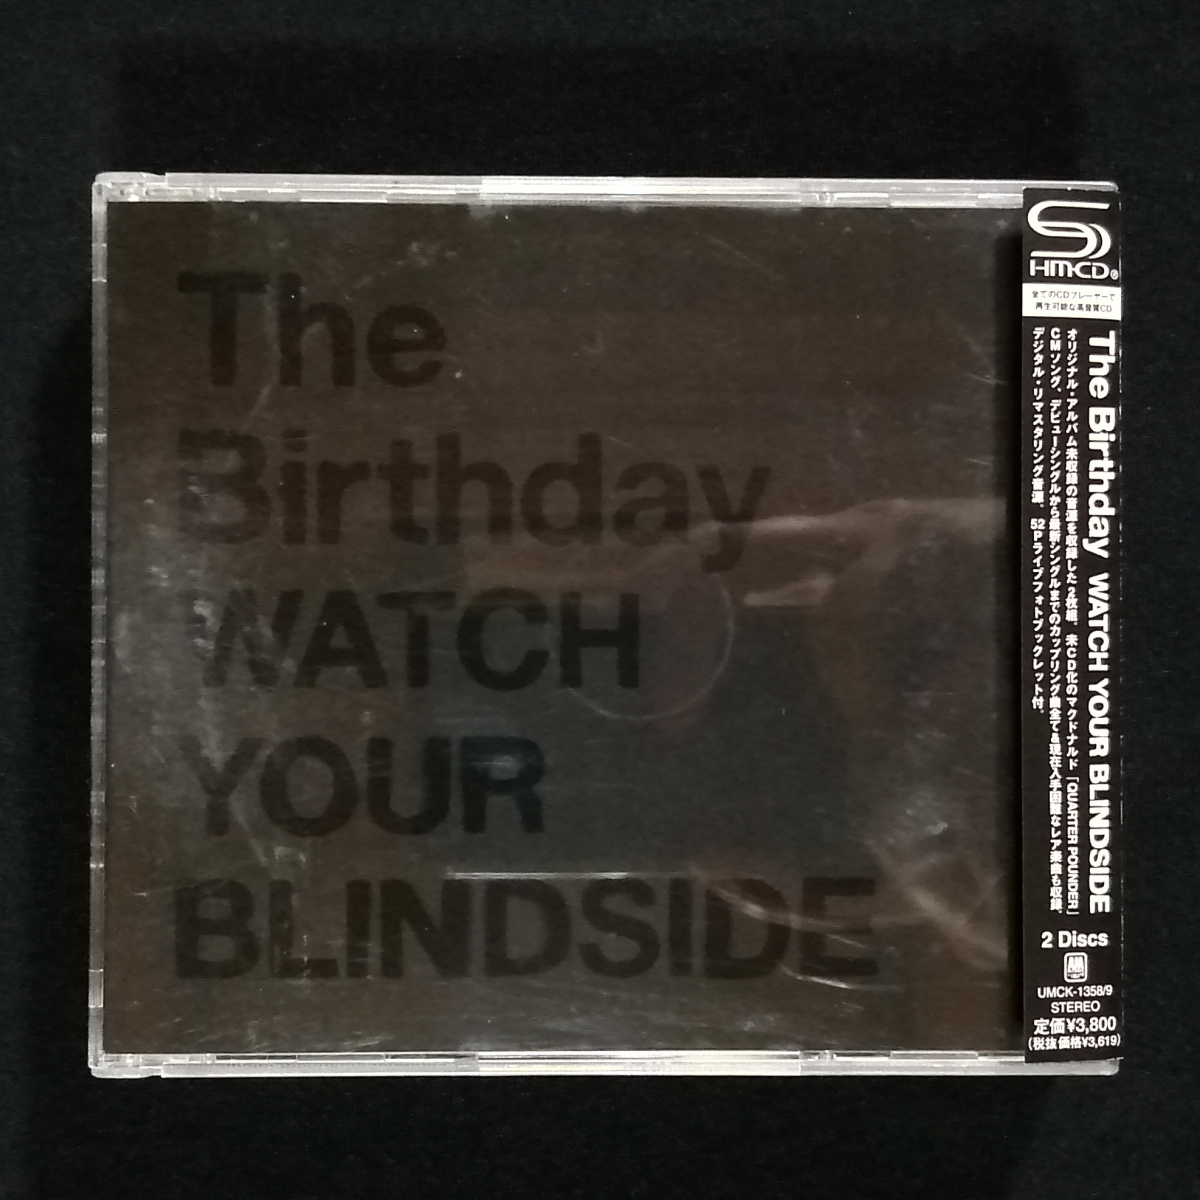 The
Birthday
WATCH
YOUR
BLINDSIDE
SHM-CD®
全てのCDプレーヤーで
再生可能な高音質CD
The Birthday WATCH YOUR BLINDSIDE
オリジナル・アルバム未収録の音源を収録した2枚組。未CD化のマクドナルド「QUARTER POUNDER」
CMソング、デビューシングルから最新シングルまでのカップリング曲全て&現在入手困難なレア楽曲も収録。
デジタル・リマスタリング音源。52Pライブフォトブックレット付。
2 Discs
A&M
UMCK-1358/9
STEREO
定価¥3,800
(税抜価格¥3,619)